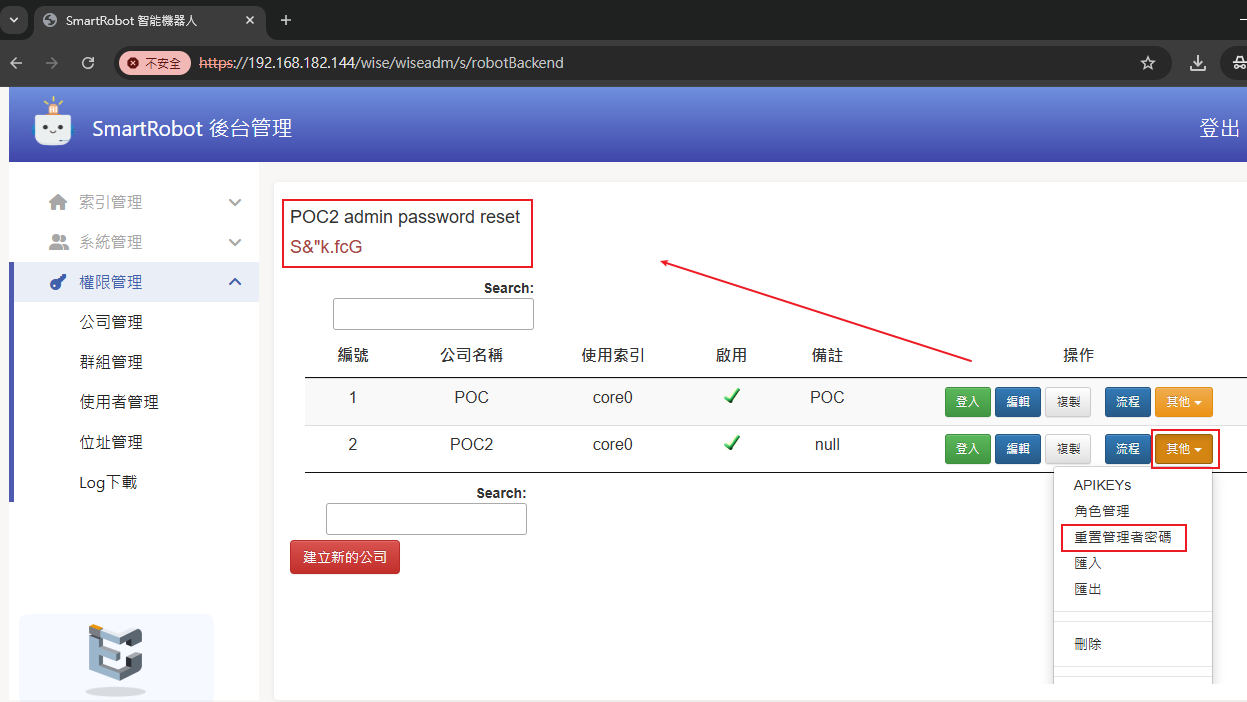 SmartRobot 智能機器人
不安全
https://192.168.182.144/wise/wiseadm/s/robotBackend
SmartRobot 後台管理
登出
索引管理
系統管理
權限管理
公司管理
群組管理
使用者管理
位址管理
Log下載
POC2 admin password reset
S&"k.fcG
Search:
編號 公司名稱 使用索引 啟用 備註 操作
1 POC core0 POC 登入 編輯 複製 流程 其他
2 POC2 core0 null 登入 編輯 複製 流程 其他
Search:
建立新的公司
APIKEYs
角色管理
重置管理者密碼
匯入
匯出
刪除